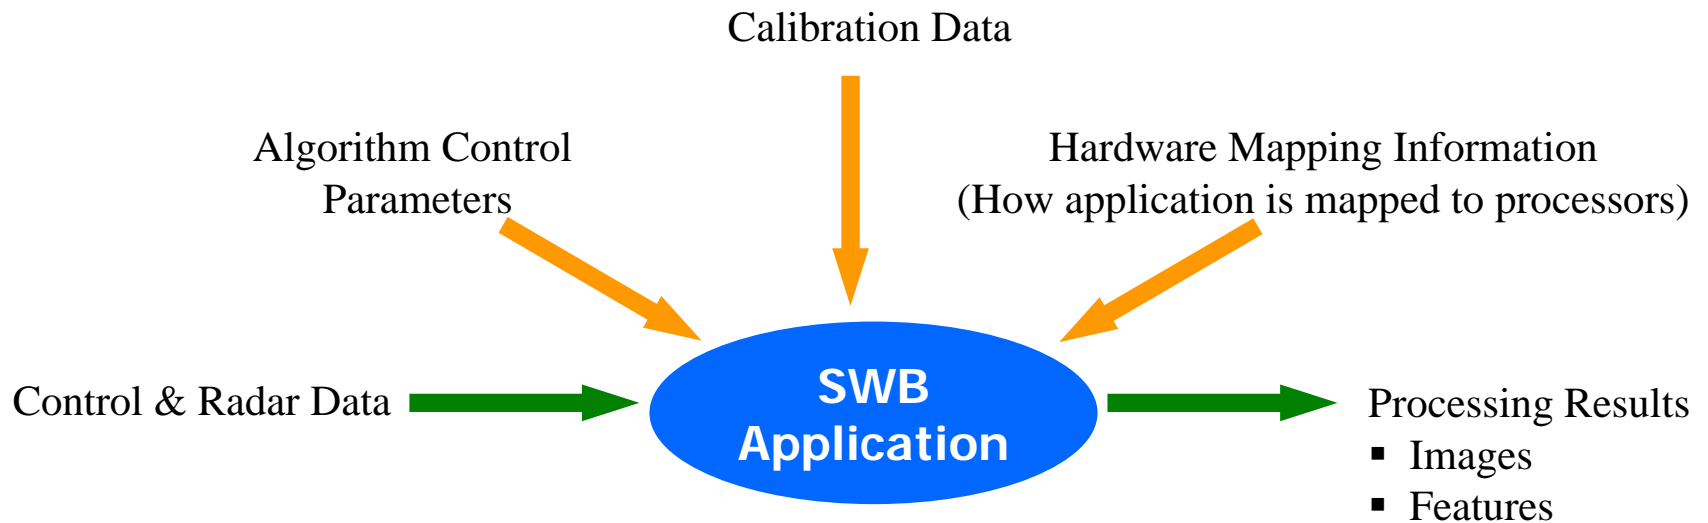 Calibration Data
Algorithm Control
Parameters
Hardware Mapping Information
(How application is mapped to processors)
Control & Radar Data
SWB
Application
Processing Results
▪ Images
▪ Features